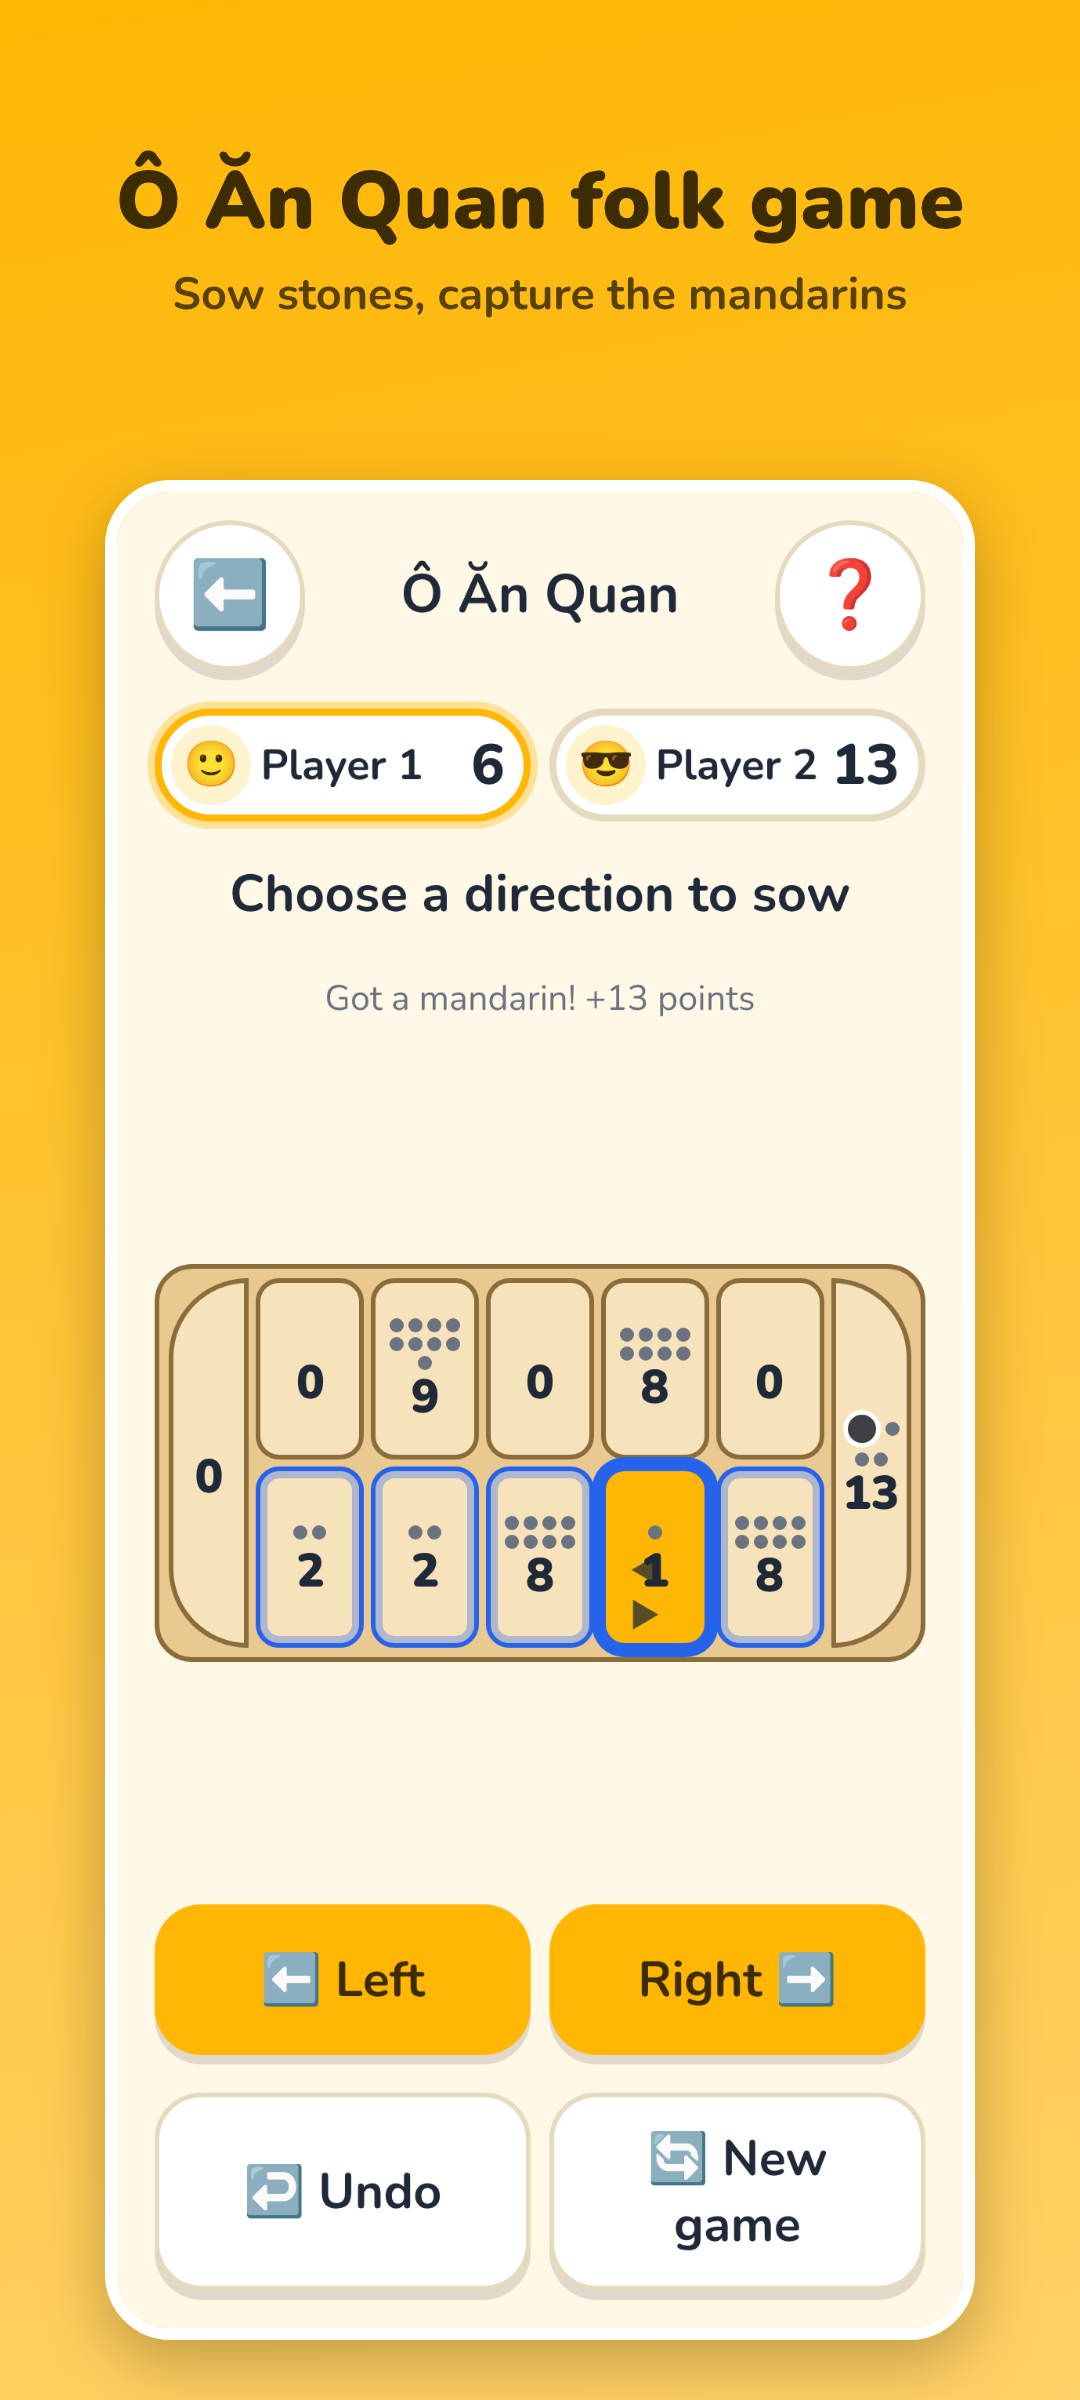 Ô Ăn Quan folk game
Sow stones, capture the mandarins
Ô Ăn Quan
Player 1 6
Player 2 13
Choose a direction to sow
Got a mandarin! +13 points
0 9 0 8 0
0
13
2 2 8 1 8
Left
Right
Undo
New
game